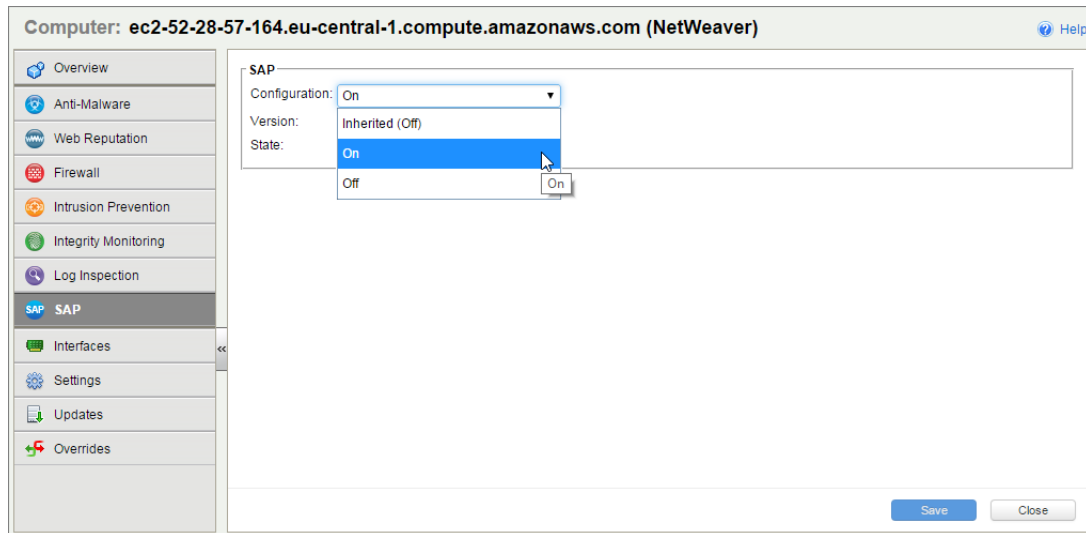 Computer: ec2-52-28-57-164.eu-central-1.compute.amazonaws.com (NetWeaver)
Help
Overview
Anti-Malware
Web Reputation
Firewall
Intrusion Prevention
Integrity Monitoring
Log Inspection
SAP SAP
Interfaces
Settings
Updates
Overrides
«
SAP
Configuration: On
Version:
State:
Inherited (Off)
On
Off
On
Save Close